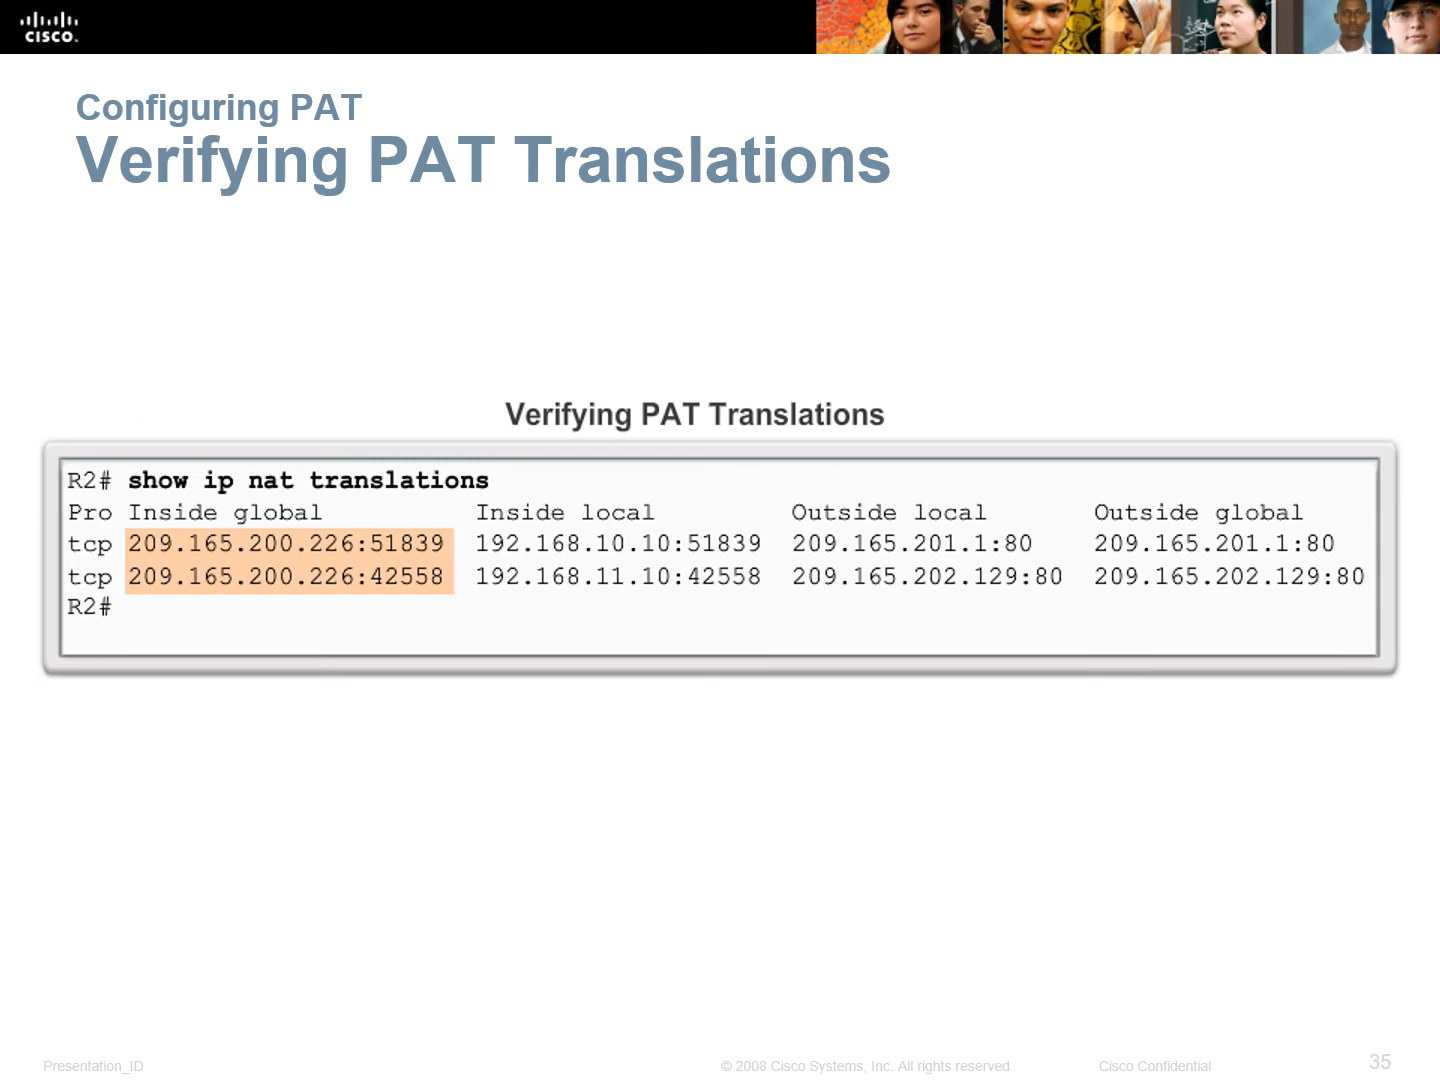 CISCO.
Configuring PAT
Verifying PAT Translations
Verifying PAT Translations
R2# show ip nat translations
Pro Inside global Inside local Outside local Outside global
tcp 209.165.200.226:51839 192.168.10.10:51839 209.165.201.1:80 209.165.201.1:80
tcp 209.165.200.226:42558 192.168.11.10:42558 209.165.202.129:80 209.165.202.129:80
R2#
Presentation_ID © 2008 Cisco Systems, Inc. All rights reserved. Cisco Confidential 35